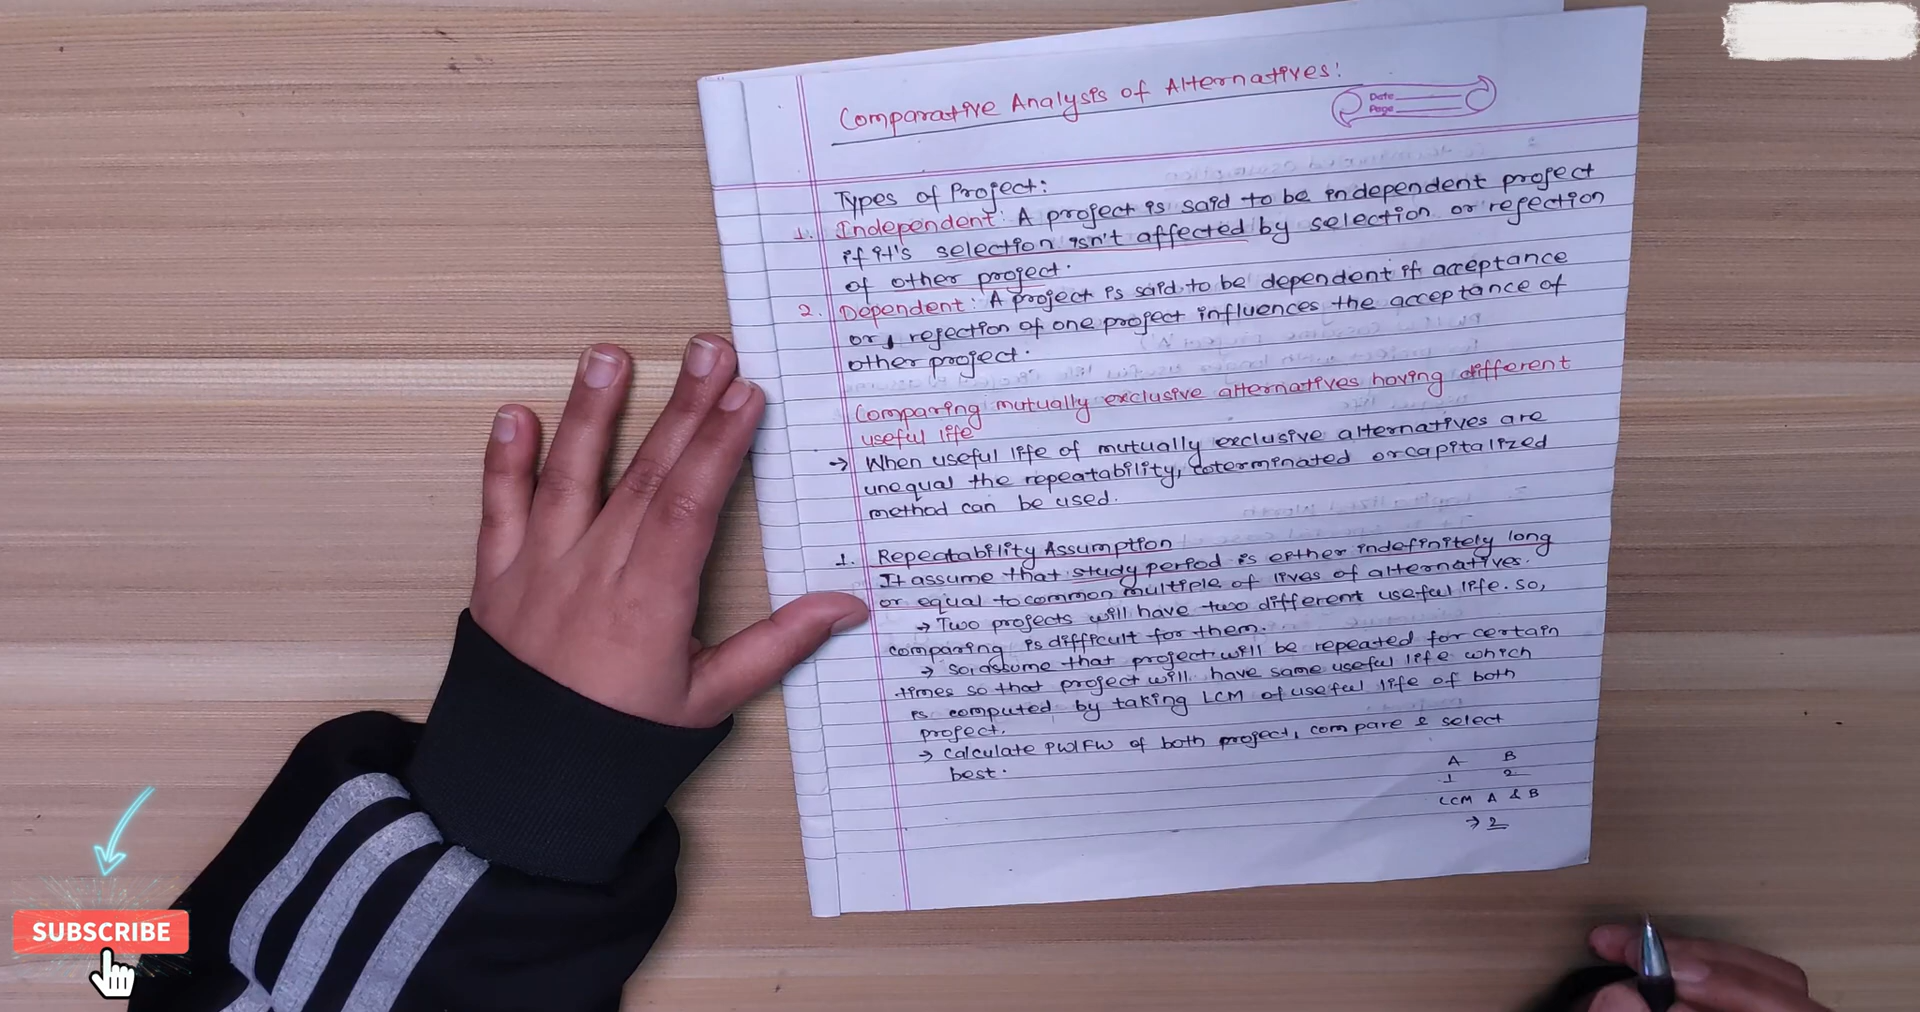 Comparative Analysis of Alternatives:
Date
Page
Types of Project:
1. Independent: A project is said to be independent project
if it's selection isn't affected by selection or rejection
of other project.
2. Dependent: A project is said to be dependent if acceptance
or rejection of one project influences the acceptance of
other project.
Comparing mutually exclusive alternatives having different
useful life
→ When useful life of mutually exclusive alternatives are
unequal the repeatability, coterminated or capitalized
method can be used.
1. Repeatability Assumption
It assume that study period is either indefinitely long
or equal to common multiple of lives of alternatives.
→ Two projects will have two different useful life. so,
comparing is difficult for them.
→ so, assume that project will be repeated for certain
times so that project will have same useful life which
is computed by taking LCM of useful life of both
project.
→ Calculate PW/FW of both project, compare & select
best.
A B
1 2
LCM A & B
→ 2
SUBSCRIBE